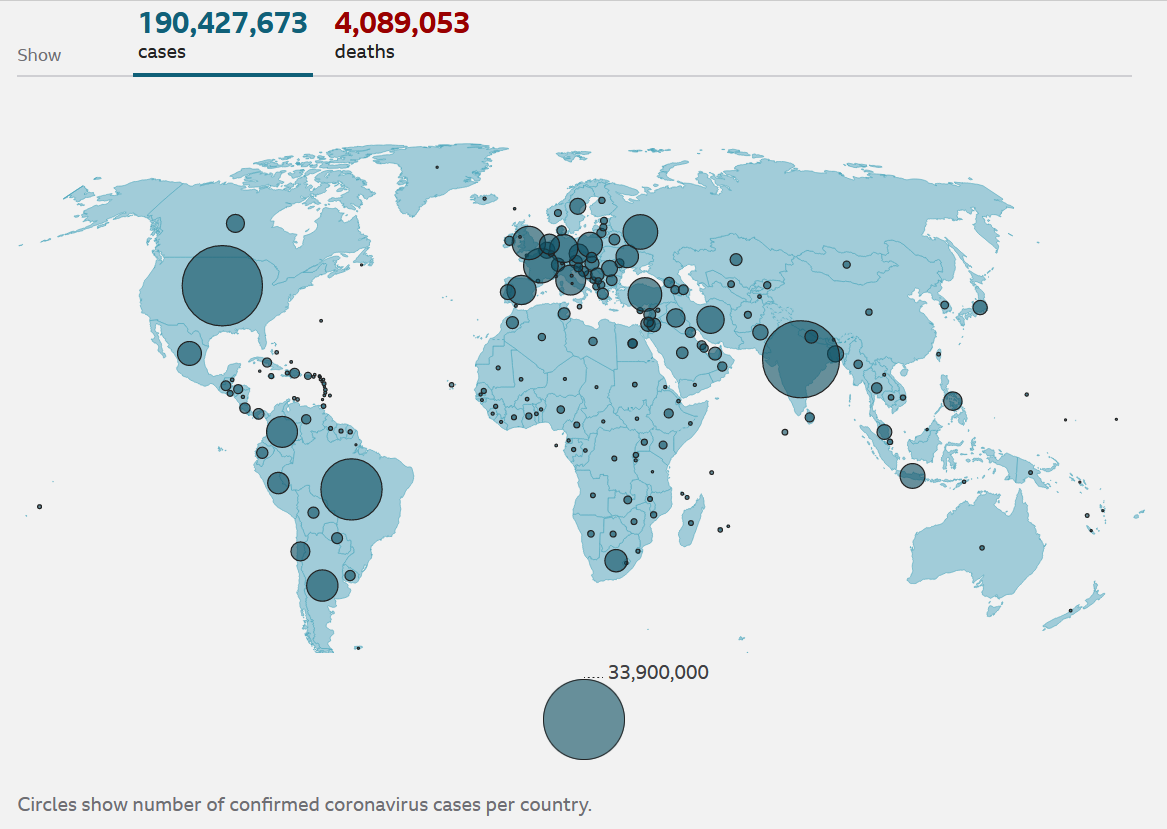 Show
190,427,673
cases
4,089,053
deaths
33,900,000
Circles show number of confirmed coronavirus cases per country.